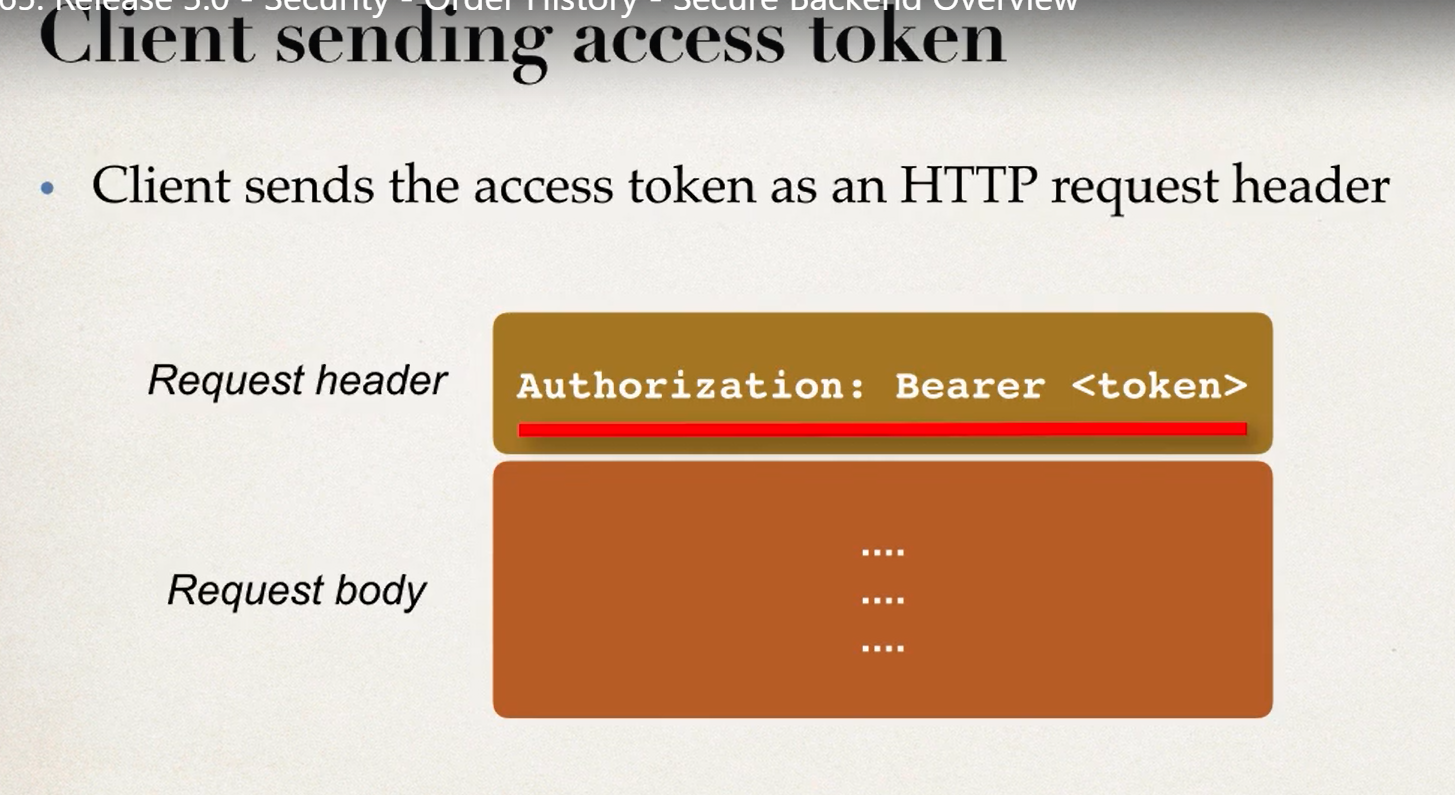 Release 5.0 - Security - Order History - Secure Backend Overview
Client sending access token
• Client sends the access token as an HTTP request header
Request header
Authorization: Bearer <token>
Request body
....
....
....